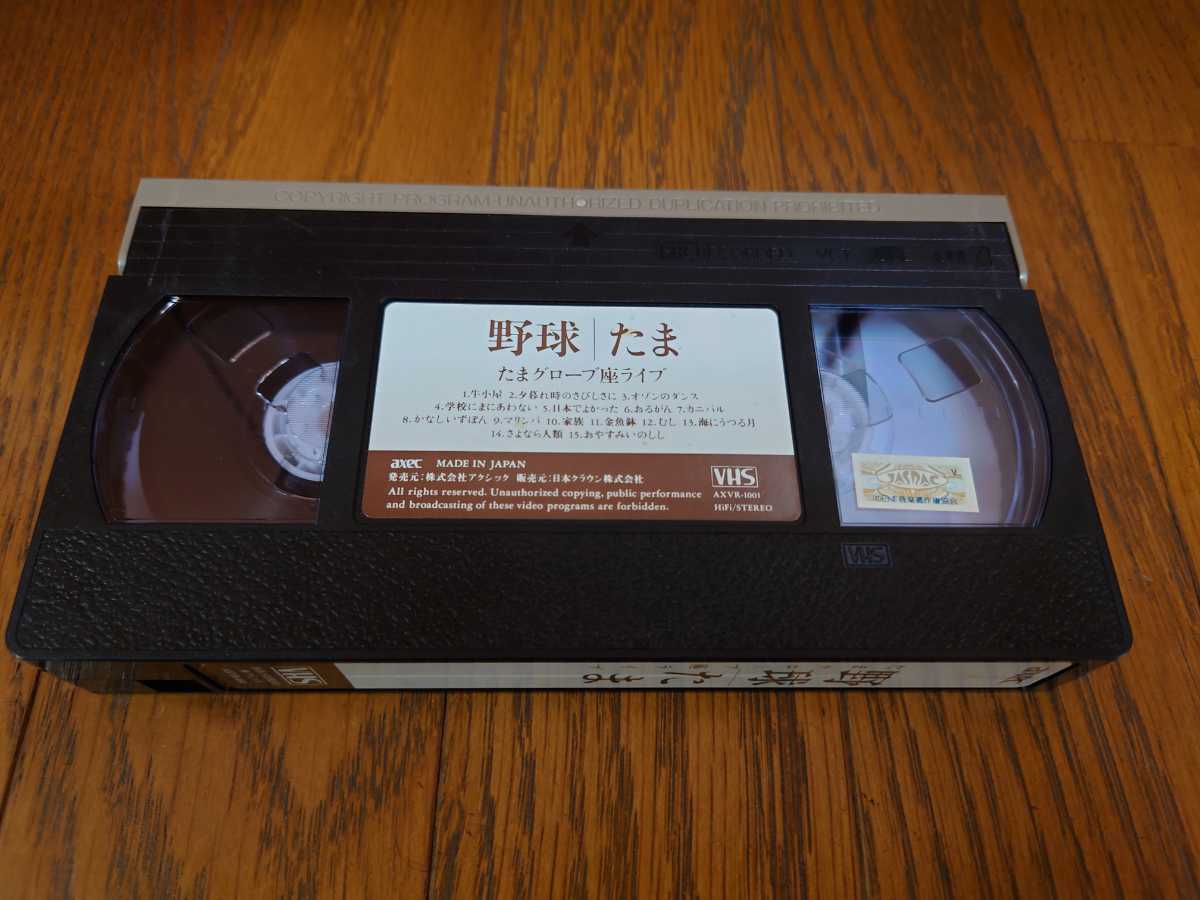 COPYRIGHT PROGRAM-UNAUTHORIZED DUPLICATION PROHIBITED
野球 | たま
たまグローブ座ライブ
1.牛小屋 2.夕暮れ時のさびしさに 3.オゾンのダンス
4.学校にまにあわない 5.日本でよかった 6.おるがん 7.カニバル
8.かなしいずぼん 9.マリンバ 10.家族 11.金魚鉢 12.むし 13.海にうつる月
14.さよなら人類 15.おやすみいのしし
axec MADE IN JAPAN
発売元:株式会社アクシック 販売元:日本クラウン株式会社
All rights reserved. Unauthorized copying, public performance
and broadcasting of these video programs are forbidden.
VHS
AXVR-1001
HiFi/STEREO
JASRAC
VHS
VHS
野球 たま